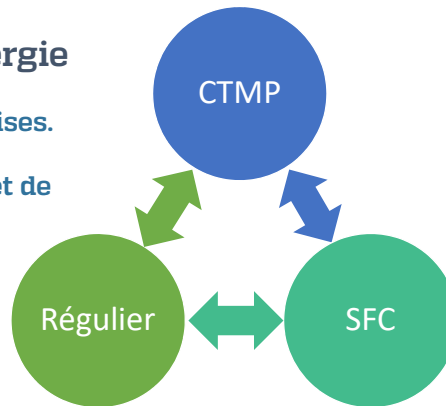 ergie
ises.
et de
CTMP
Régulier
SFC